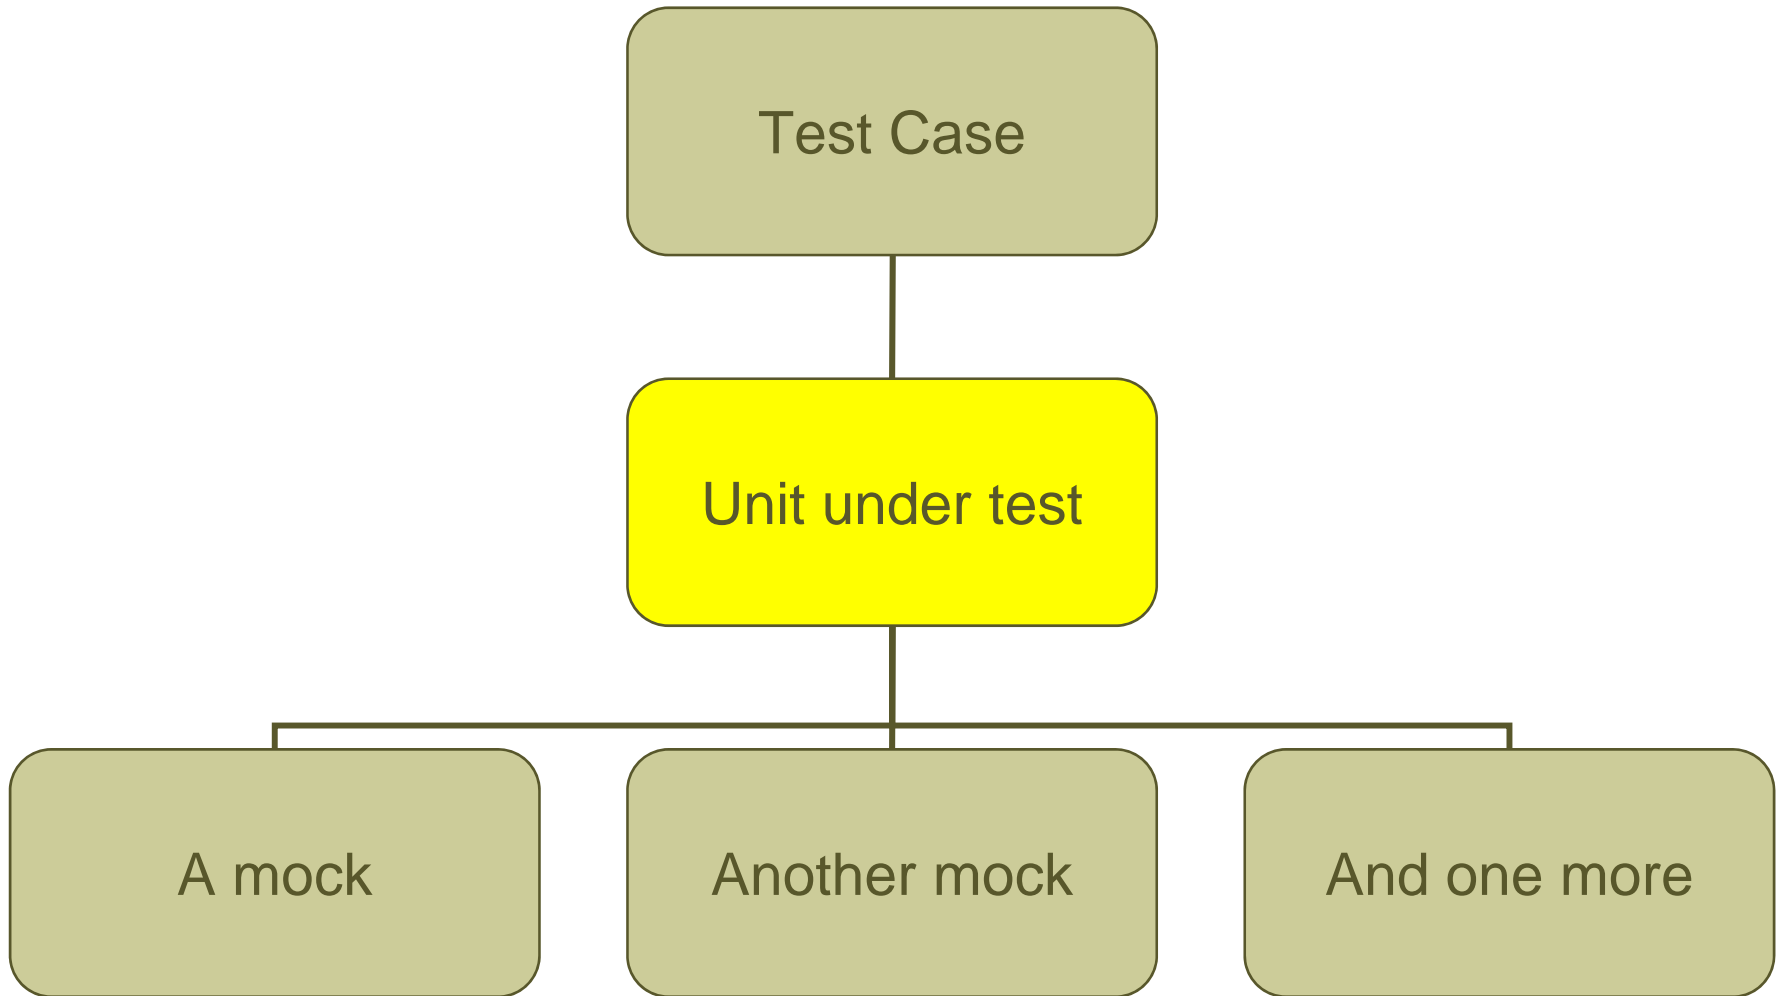 Test Case
Unit under test
A mock
Another mock
And one more